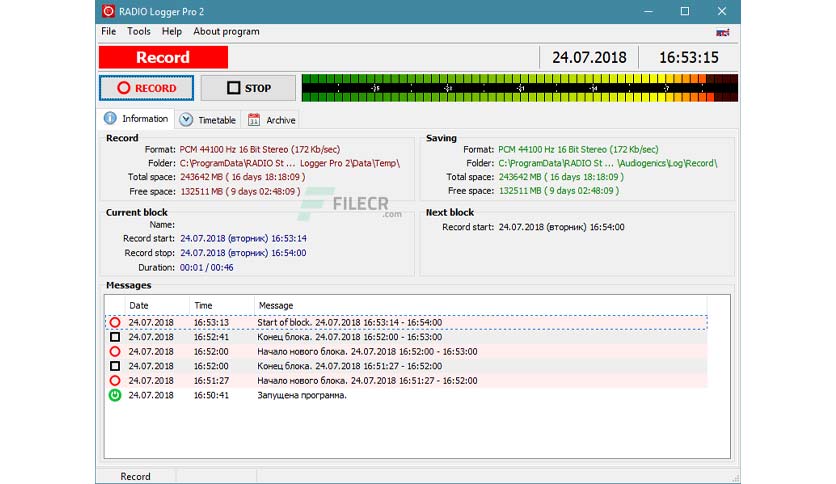 RADIO Logger Pro 2
File Tools Help About program
Record 24.07.2018 16:53:15
RECORD STOP
Information Timetable Archive
Record
Format: PCM 44100 Hz 16 Bit Stereo (172 Kb/sec)
Folder: C:\ProgramData\RADIO St ... Logger Pro 2\Data\Temp\
Total space: 243642 MB ( 16 days 18:18:09 )
Free space: 132511 MB ( 9 days 02:48:09 )
Saving
Format: PCM 44100 Hz 16 Bit Stereo (172 Kb/sec)
Folder: C:\ProgramData\RADIO St ... \Audiogenics\Log\Record\
Total space: 243642 MB ( 16 days 18:18:09 )
Free space: 132511 MB ( 9 days 02:48:09 )
FILECR
.com
Current block
Name:
Record start: 24.07.2018 (вторник) 16:53:14
Record stop: 24.07.2018 (вторник) 16:54:00
Duration: 00:01 / 00:46
Next block
Record start: 24.07.2018 (вторник) 16:54:00
Messages
Date Time Message
24.07.2018 16:53:13 Start of block. 24.07.2018 16:53:14 - 16:54:00
24.07.2018 16:52:41 Конец блока. 24.07.2018 16:52:00 - 16:53:00
24.07.2018 16:52:00 Начало нового блока. 24.07.2018 16:52:00 - 16:53:00
24.07.2018 16:52:00 Конец блока. 24.07.2018 16:51:27 - 16:52:00
24.07.2018 16:51:27 Начало нового блока. 24.07.2018 16:51:27 - 16:52:00
24.07.2018 16:50:41 Запущена программа.
Record